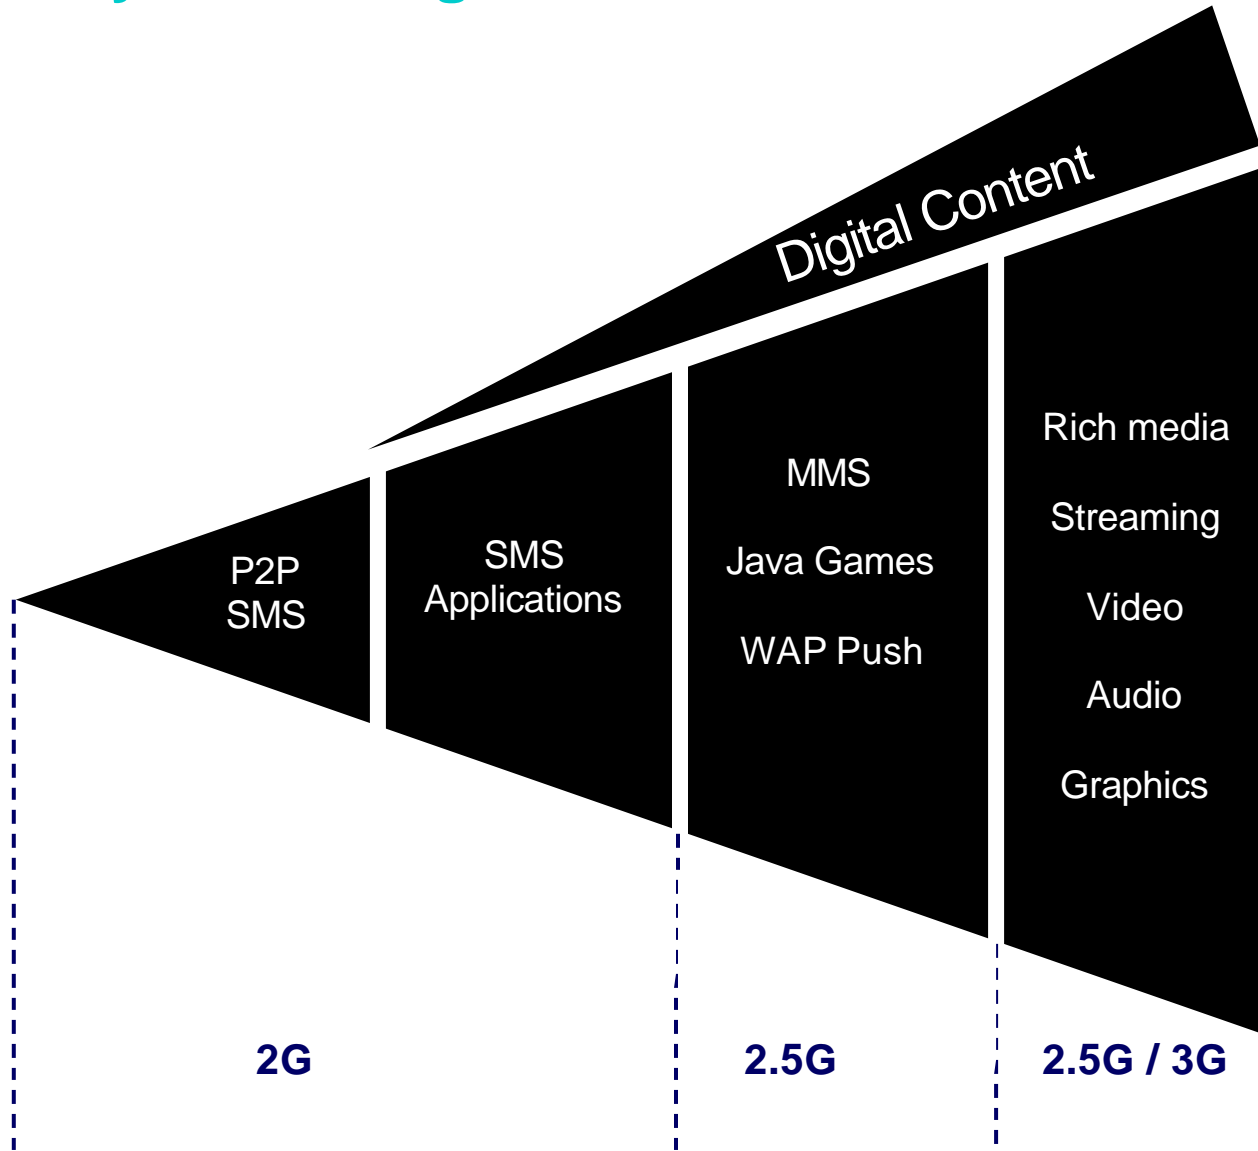 Digital Content
P2P
SMS
SMS
Applications
MMS
Java Games
WAP Push
Rich media
Streaming
Video
Audio
Graphics
2G
2.5G
2.5G / 3G